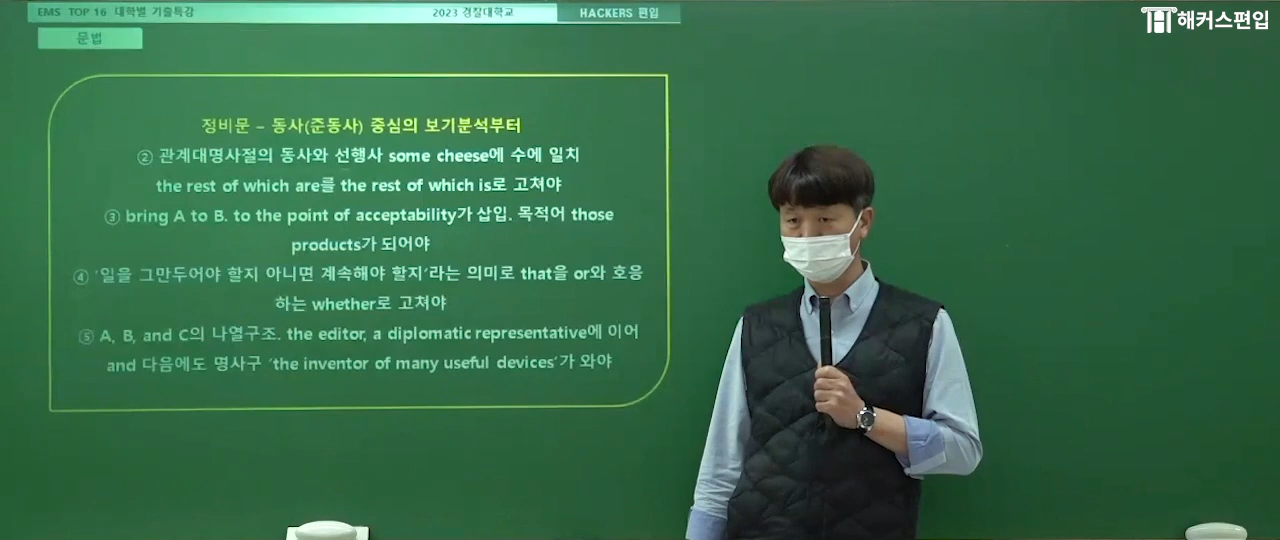 EMS TOP 16 대학별 기출특강
2023 경찰대학교
HACKERS 편입
해커스편입
문법
정비문 – 동사(준동사) 중심의 보기분석부터
② 관계대명사절의 동사와 선행사 some cheese에 수에 일치
the rest of which are를 the rest of which is로 고쳐야
③ bring A to B. to the point of acceptability가 삽입. 목적어 those
products가 되어야
④ ‘일을 그만두어야 할지 아니면 계속해야 할지’라는 의미로 that을 or와 호응
하는 whether로 고쳐야
⑤ A, B, and C의 나열구조. the editor, a diplomatic representative에 이어
and 다음에도 명사구 ‘the inventor of many useful devices’가 와야